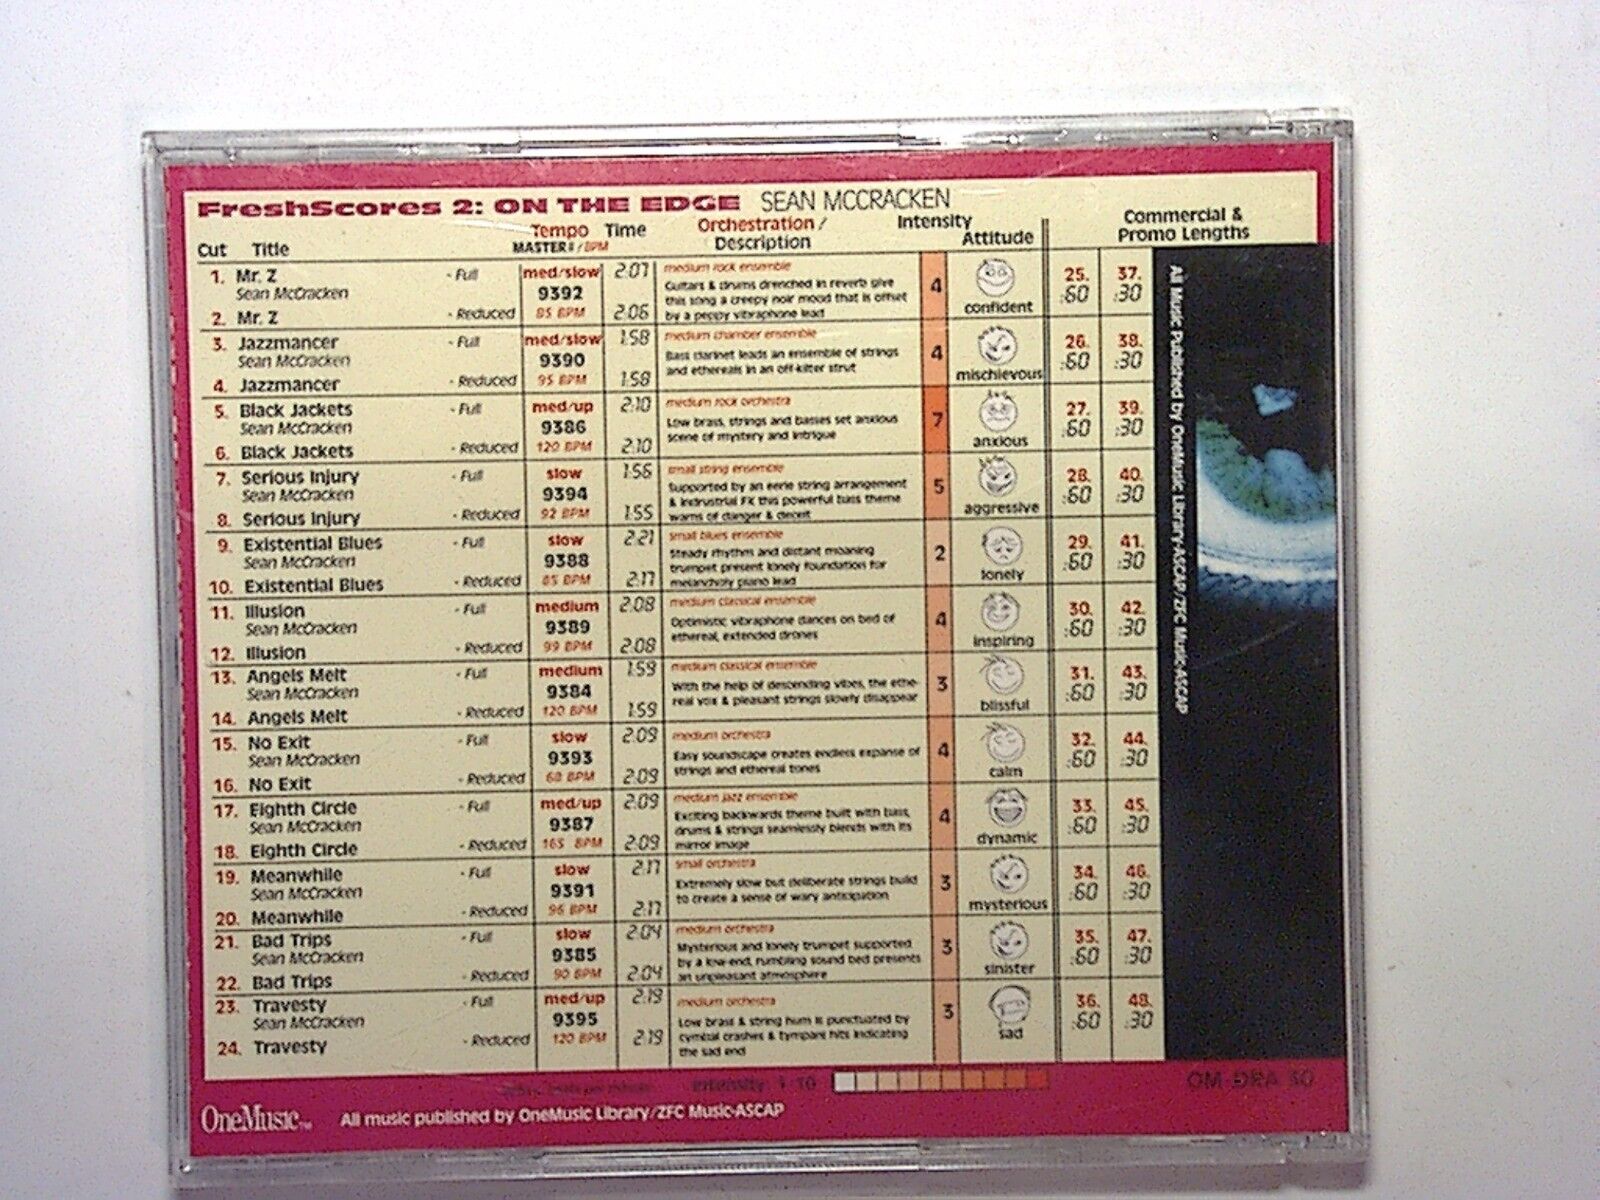 FreshScores 2: ON THE EDGE SEAN MCCRACKEN
Cut Title Tempo MASTER# / BPM Time Orchestration / Description Intensity Attitude Commercial & Promo Lengths
1. Mr. Z - Full med/slow 2:07 medium rock ensemble
Sean McCracken 9392 Guitars & drums drenched in reverb give this song a creepy noir mood that is offset by a peppy vibraphone lead 4 confident 25. :60 37. :30
2. Mr. Z - Reduced 85 BPM 2:06
3. Jazzmancer - Full med/slow 1:58 medium chamber ensemble
Sean McCracken 9390 Bass clarinet leads an ensemble of strings and ethereals in an off-kilter strut 4 mischievous 26. :60 38. :30
4. Jazzmancer - Reduced 95 BPM 1:58
5. Black Jackets - Full med/up 2:10 medium rock orchestra
Sean McCracken 9386 Low brass, strings and basses set anxious scene of mystery and intrigue 7 anxious 27. :60 39. :30
6. Black Jackets - Reduced 120 BPM 2:10
7. Serious Injury - Full slow 1:56 small string ensemble
Sean McCracken 9394 Supported by an eerie string arrangement & indrustrial FX this powerful bass theme warns of danger & deceit 5 aggressive 28. :60 40. :30
8. Serious Injury - Reduced 92 BPM 1:55
9. Existential Blues - Full slow 2:21 small blues ensemble
Sean McCracken 9388 Steady rhythm and distant moaning trumpet present lonely foundation for melancholy piano lead 2 lonely 29. :60 41. :30
10. Existential Blues - Reduced 85 BPM 2:17
11. Illusion - Full medium 2:08 medium classical ensemble
Sean McCracken 9389 Optimistic vibraphone dances on bed of ethereal, extended drones 4 inspiring 30. :60 42. :30
12. Illusion - Reduced 99 BPM 2:08
13. Angels Melt - Full medium 1:59 medium classical ensemble
Sean McCracken 9384 With the help of descending vibes, the ethe-real vox & pleasant strings slowly disappear 3 blissful 31. :60 43. :30
14. Angels Melt - Reduced 120 BPM 1:59
15. No Exit - Full slow 2:09 medium orchestra
Sean McCracken 9393 Easy soundscape creates endless expanse of strings and ethereal tones 4 calm 32. :60 44. :30
16. No Exit - Reduced 68 BPM 2:09
17. Eighth Circle - Full med/up 2:09 medium jazz ensemble
Sean McCracken 9387 Exciting backwards theme built with bass, drums & strings seamlessly blends with its mirror image 4 dynamic 33. :60 45. :30
18. Eighth Circle - Reduced 165 BPM 2:09
19. Meanwhile - Full slow 2:17 small orchestra
Sean McCracken 9391 Extremely slow but deliberate strings build to create a sense of wary anticipation 3 mysterious 34. :60 46. :30
20. Meanwhile - Reduced 96 BPM 2:17
21. Bad Trips - Full slow 2:04 medium orchestra
Sean McCracken 9385 Mysterious and lonely trumpet supported by a low-end, rumbling sound bed presents an unpleasant atmosphere 3 sinister 35. :60 47. :30
22. Bad Trips - Reduced 90 BPM 2:04
23. Travesty - Full med/up 2:19 medium orchestra
Sean McCracken 9395 Low brass & string hum is punctuated by cymbal crashes & tympani hits indicating the sad end 3 sad 36. :60 48. :30
24. Travesty - Reduced 120 BPM 2:19
All Music Published by OneMusic Library-ASCAP/ZFC Music-ASCAP
Intensity 1-10
OM DRA 30
OneMusic™ All music published by OneMusic Library/ZFC Music-ASCAP